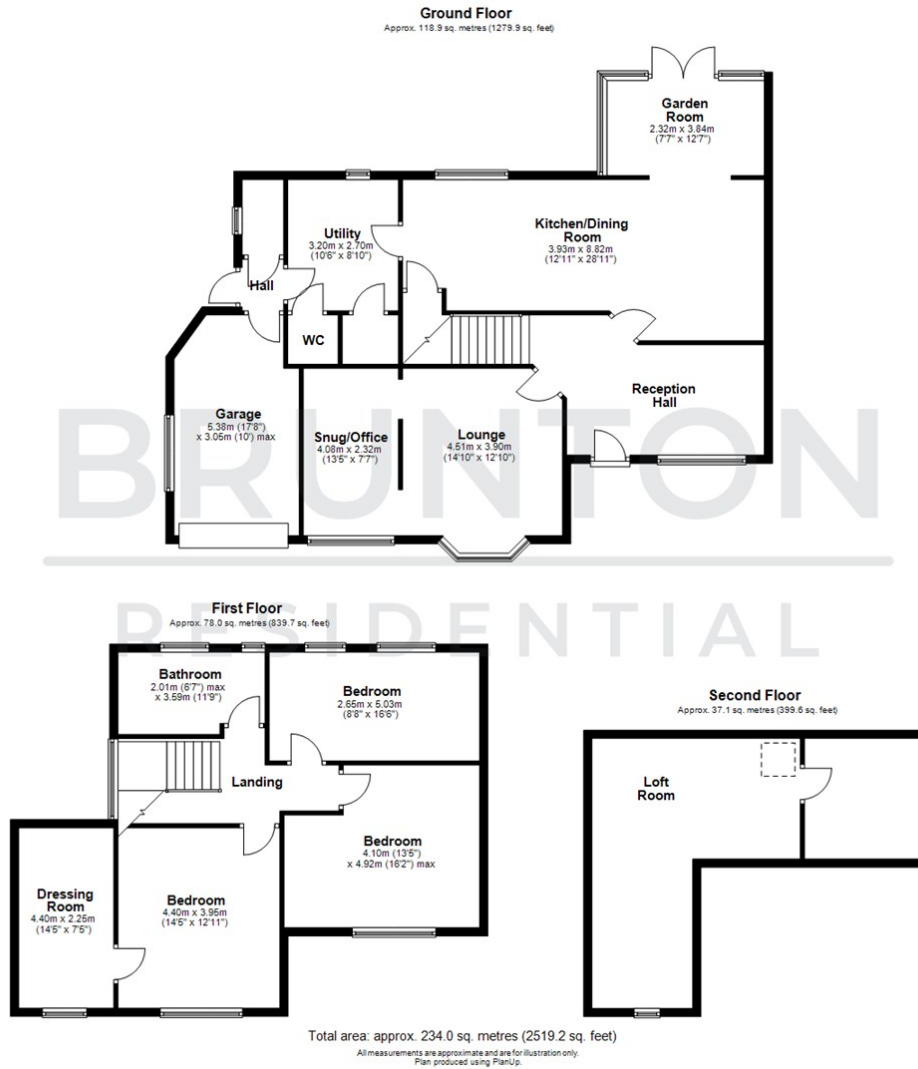 Ground Floor
Approx. 118.9 sq. metres (1279.9 sq. feet)
Garden
Room
2.32m x 3.84m
(7'7" x 12'7")
Kitchen/Dining
Room
3.93m x 8.82m
(12'11" x 28'11")
Utility
3.20m x 2.70m
(10'6" x 8'10")
Hall
WC
Reception
Hall
Garage
5.38m (17'8")
x 3.05m (10') max
Snug/Office
4.08m x 2.32m
(13'5" x 7'7")
Lounge
4.51m x 3.90m
(14'10" x 12'10")
BRUNTON
RESIDENTIAL
First Floor
Approx. 78.0 sq. metres (839.7 sq. feet)
Bathroom
2.01m (6'7") max
x 3.59m (11'9")
Bedroom
2.65m x 5.03m
(8'8" x 16'6")
Landing
Bedroom
4.10m (13'5")
x 4.92m (16'2") max
Dressing
Room
4.40m x 2.25m
(14'5" x 7'5")
Bedroom
4.40m x 3.95m
(14'5" x 12'11")
Second Floor
Approx. 37.1 sq. metres (399.6 sq. feet)
Loft
Room
Total area: approx. 234.0 sq. metres (2519.2 sq. feet)
All measurements are approximate and are for illustration only.
Plan produced using PlanUp.